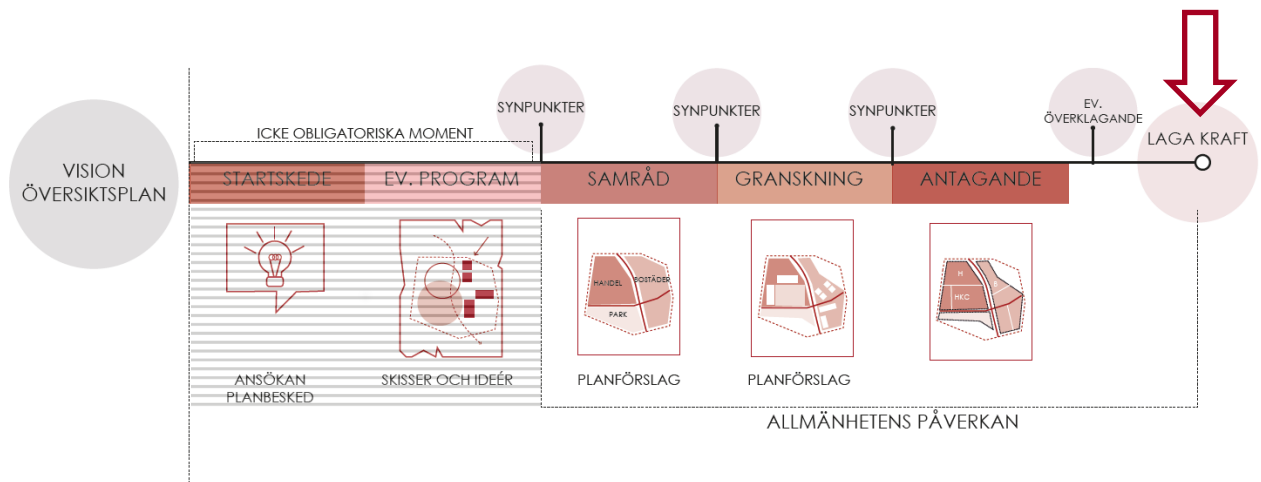 VISION
ÖVERSIKTSPLAN
ICKE OBLIGATORISKA MOMENT
SYNPUNKTER
SYNPUNKTER
SYNPUNKTER
EV.
ÖVERKLAGANDE
LAGA KRAFT
STARTSKEDE
EV. PROGRAM
SAMRÅD
GRANSKNING
ANTAGANDE
HANDEL
BOSTÄDER
PARK
H
B
HKC
ANSÖKAN
PLANBESKED
SKISSER OCH IDEÉR
PLANFÖRSLAG
PLANFÖRSLAG
ALLMÄNHETENS PÅVERKAN